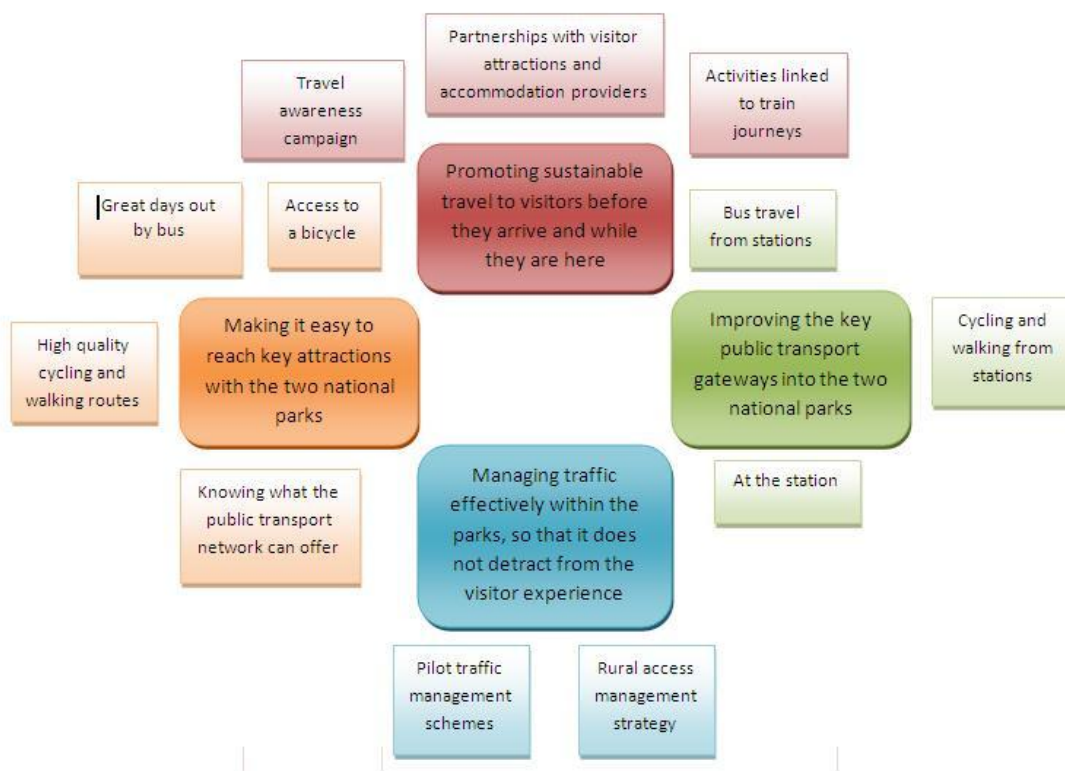 Partnerships with visitor
attractions and
accommodation providers
Travel
awareness
campaign
Activities linked
to train
journeys
Promoting sustainable
travel to visitors before
they arrive and while
they are here
Great days out
by bus
Access to
a bicycle
Bus travel
from stations
High quality
cycling and
walking routes
Making it easy to
reach key attractions
with the two national
parks
Improving the key
public transport
gateways into the two
national parks
Cycling and
walking from
stations
Knowing what the
public transport
network can offer
Managing traffic
effectively within the
parks, so that it does
not detract from the
visitor experience
At the station
Pilot traffic
management
schemes
Rural access
management
strategy